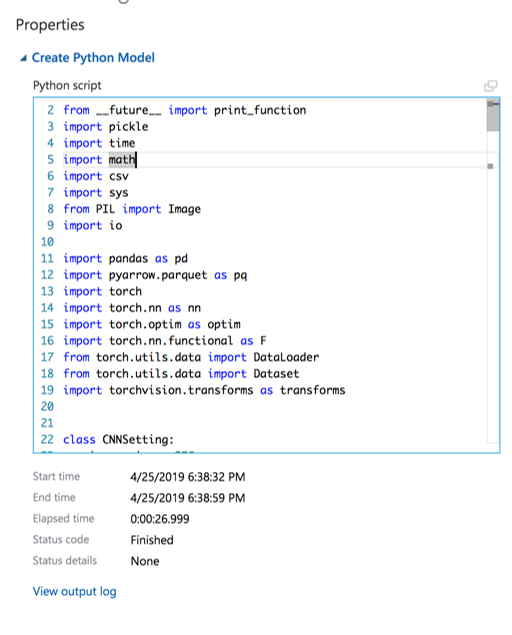 Properties
Create Python Model
Python script
2 from __future__ import print_function
3 import pickle
4 import time
5 import math
6 import csv
7 import sys
8 from PIL import Image
9 import io
10
11 import pandas as pd
12 import pyarrow.parquet as pq
13 import torch
14 import torch.nn as nn
15 import torch.optim as optim
16 import torch.nn.functional as F
17 from torch.utils.data import DataLoader
18 from torch.utils.data import Dataset
19 import torchvision.transforms as transforms
20
21
22 class CNNSetting:
Start time 4/25/2019 6:38:32 PM
End time 4/25/2019 6:38:59 PM
Elapsed time 0:00:26.999
Status code Finished
Status details None
View output log